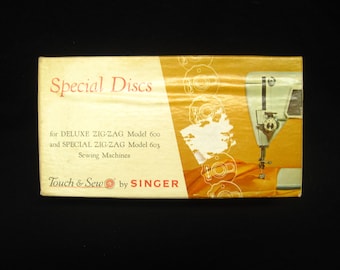 Special Discs
for DELUXE ZIG-ZAG Model 600
and SPECIAL ZIG-ZAG Model 603
Sewing Machines
Touch & Sew by SINGER